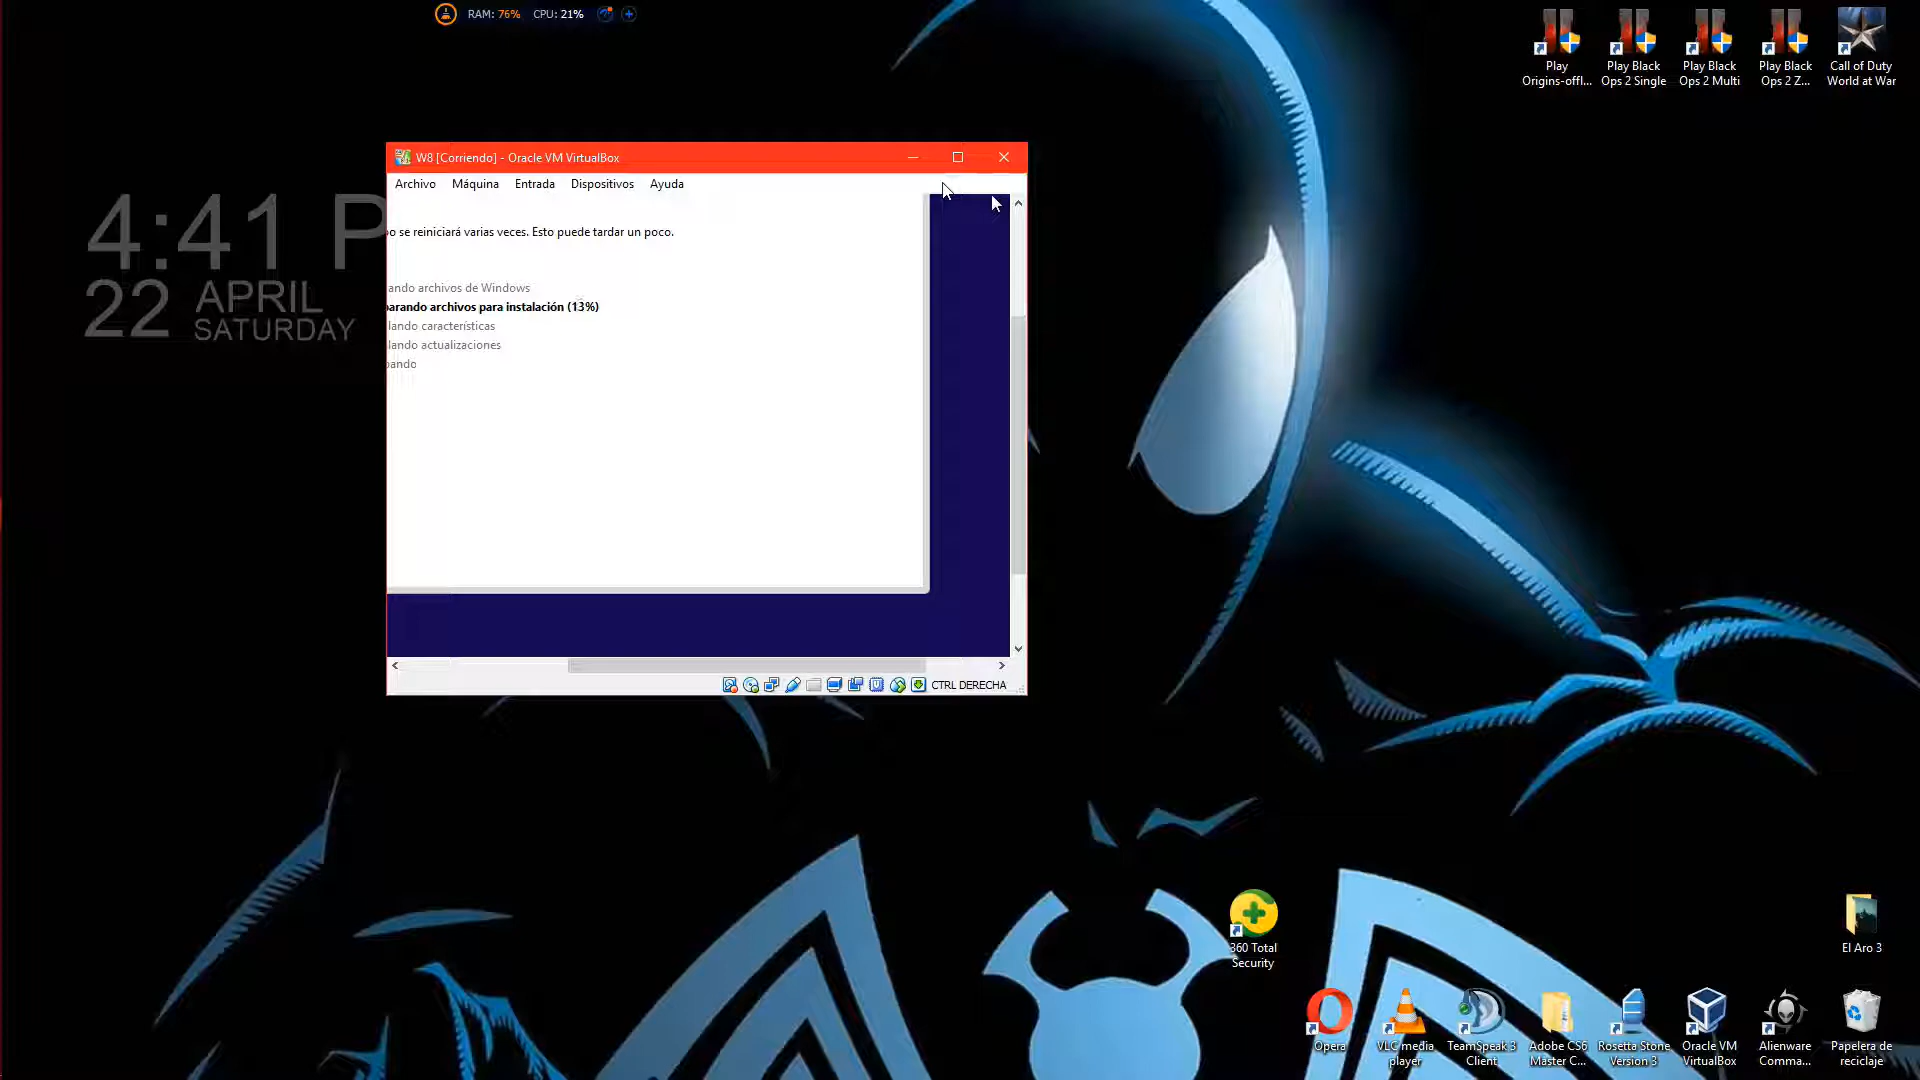 RAM: 76% CPU: 21%
Play
Origins-offl...
Play Black
Ops 2 Single
Play Black
Ops 2 Multi
Play Black
Ops 2 Z...
Call of Duty
World at War
W8 [Corriendo] - Oracle VM VirtualBox
Archivo Máquina Entrada Dispositivos Ayuda
4:41 P
22 APRIL
SATURDAY
po se reiniciará varias veces. Esto puede tardar un poco.
ando archivos de Windows
parando archivos para instalación (13%)
lando características
lando actualizaciones
bando
CTRL DERECHA
360 Total
Security
El Aro 3
Opera
VLC media
player
TeamSpeak 3
Client
Adobe CS6
Master C...
Rosetta Stone
Version 3
Oracle VM
VirtualBox
Alienware
Comma...
Papelera de
reciclaje